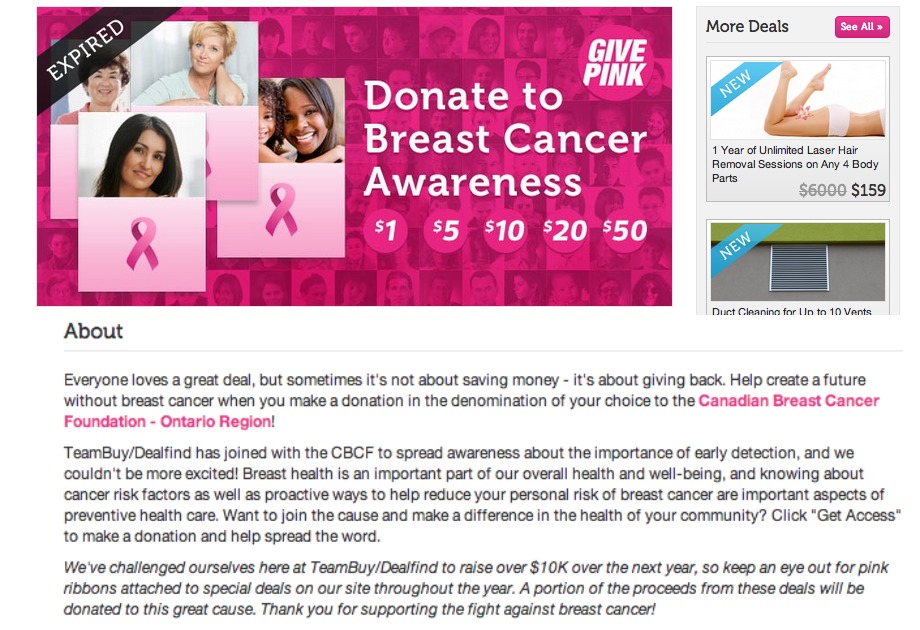 EXPIRED
GIVE
PINK
Donate to
Breast Cancer
Awareness
$1 $5 $10 $20 $50
More Deals
See All »
NEW
1 Year of Unlimited Laser Hair
Removal Sessions on Any 4 Body
Parts
$6000 $159
NEW
Duct Cleaning for Up to 10 Vents
About
Everyone loves a great deal, but sometimes it's not about saving money - it's about giving back. Help create a future
without breast cancer when you make a donation in the denomination of your choice to the Canadian Breast Cancer
Foundation - Ontario Region!
TeamBuy/Dealfind has joined with the CBCF to spread awareness about the importance of early detection, and we
couldn't be more excited! Breast health is an important part of our overall health and well-being, and knowing about
cancer risk factors as well as proactive ways to help reduce your personal risk of breast cancer are important aspects of
preventive health care. Want to join the cause and make a difference in the health of your community? Click "Get Access"
to make a donation and help spread the word.
We've challenged ourselves here at TeamBuy/Dealfind to raise over $10K over the next year, so keep an eye out for pink
ribbons attached to special deals on our site throughout the year. A portion of the proceeds from these deals will be
donated to this great cause. Thank you for supporting the fight against breast cancer!